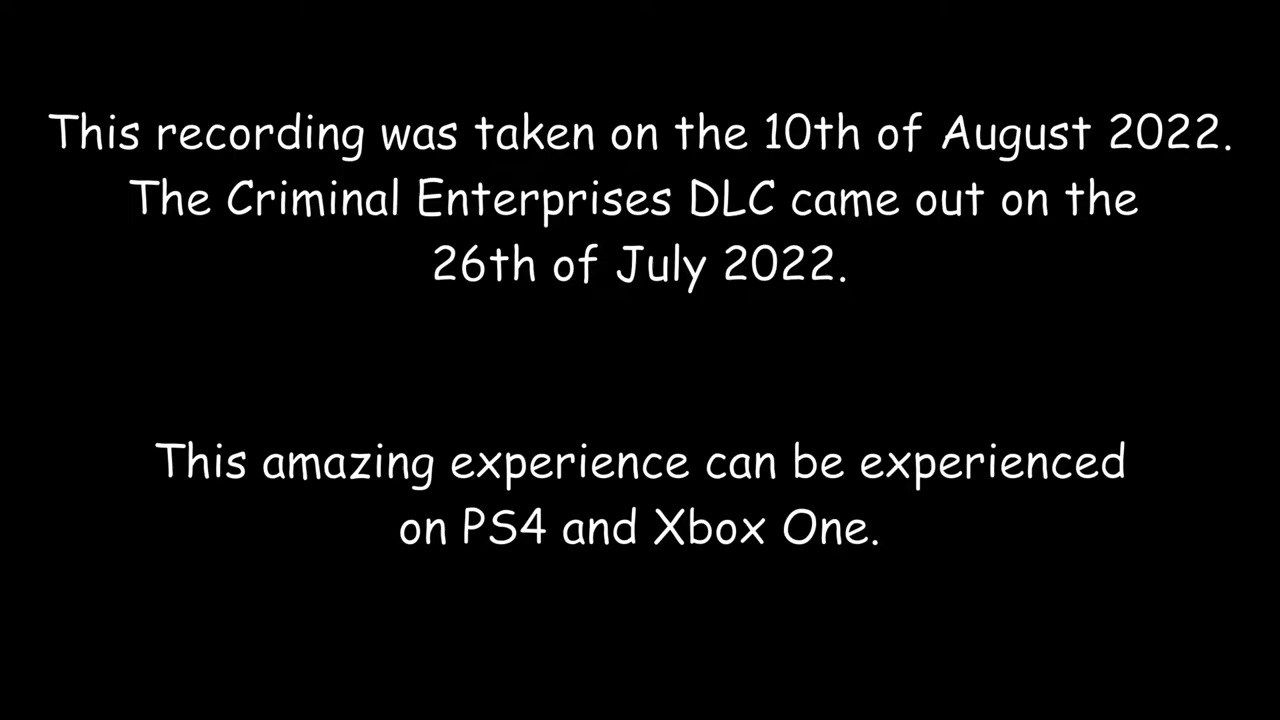 This recording was taken on the 10th of August 2022.
The Criminal Enterprises DLC came out on the
26th of July 2022.
This amazing experience can be experienced
on PS4 and Xbox One.